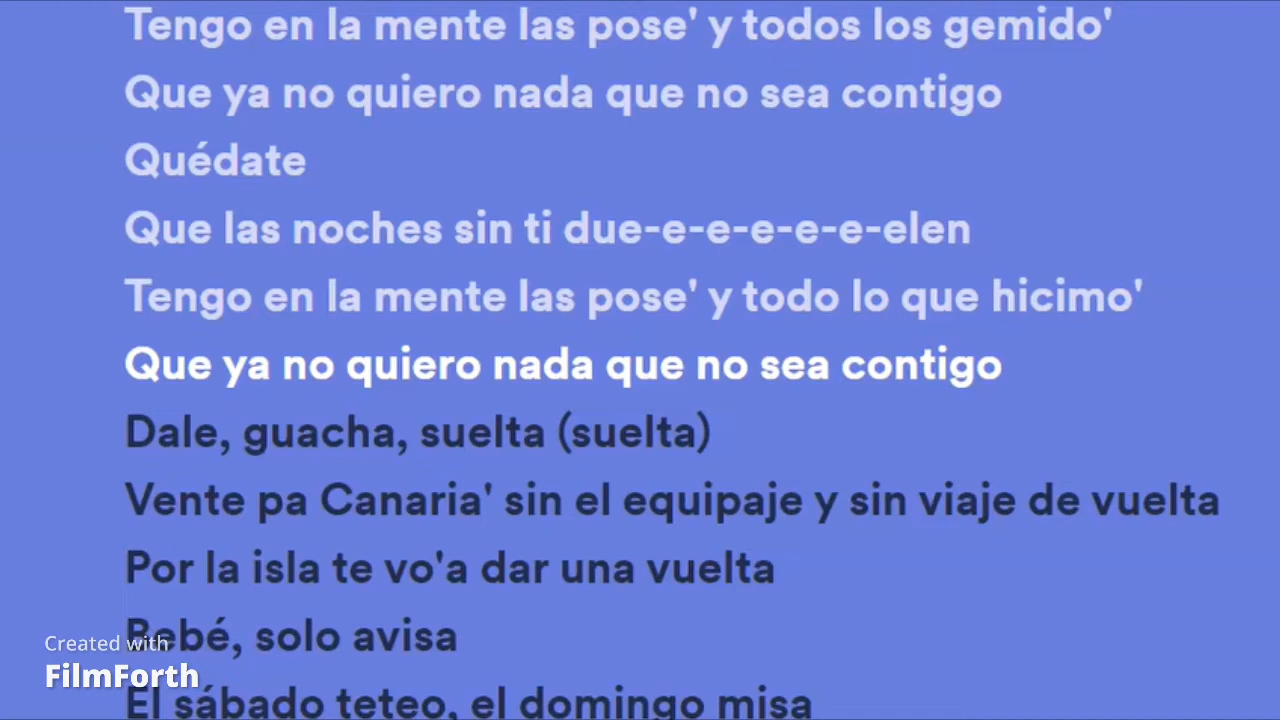 Tengo en la mente las pose' y todos los gemido'
Que ya no quiero nada que no sea contigo
Quédate
Que las noches sin ti due-e-e-e-e-e-elen
Tengo en la mente las pose' y todo lo que hicimo'
Que ya no quiero nada que no sea contigo
Dale, guacha, suelta (suelta)
Vente pa Canaria' sin el equipaje y sin viaje de vuelta
Por la isla te vo'a dar una vuelta
Bebé, solo avisa
El sábado teteo, el domingo misa
Created with
FilmForth